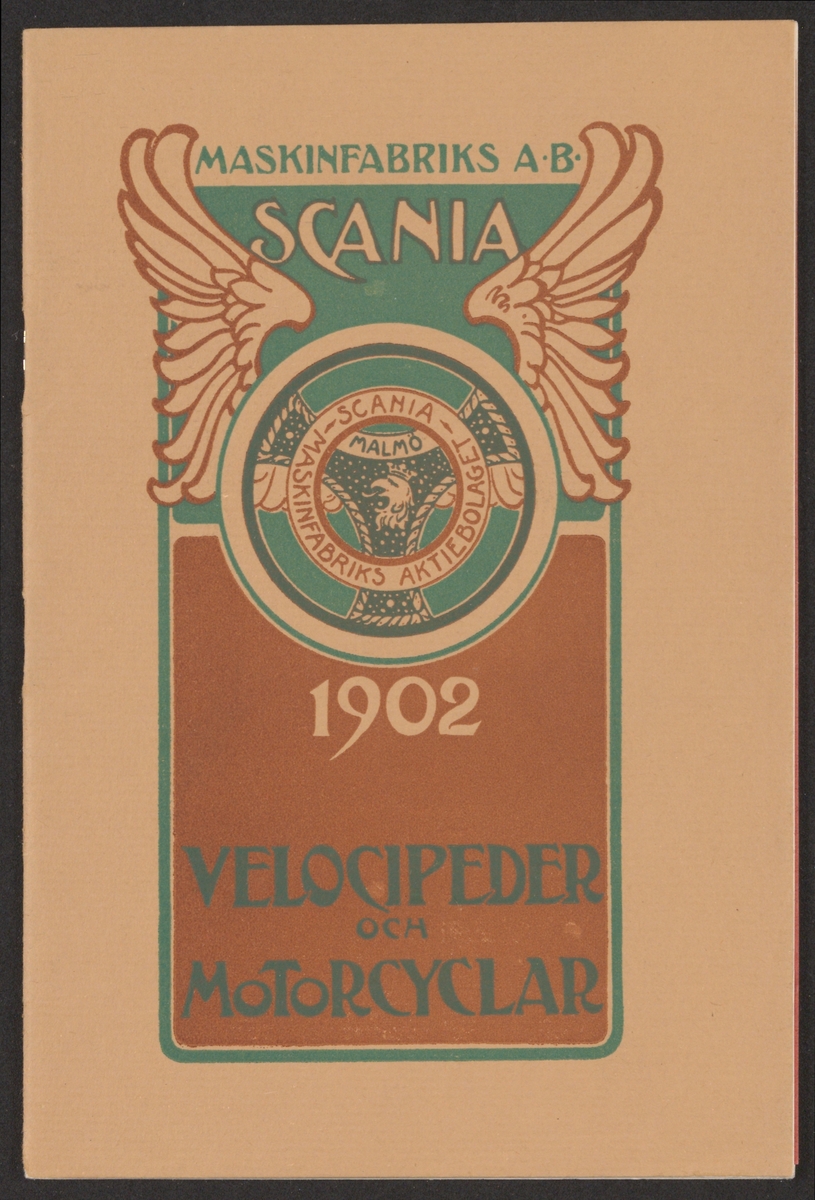 MASKINFABRIKS A·B·
SCANIA
~SCANIA~
MASKINFABRIKS AKTIEBOLAGET
MALMÖ
1902
VELOCIPEDER
OCH
MOTORCYCLAR